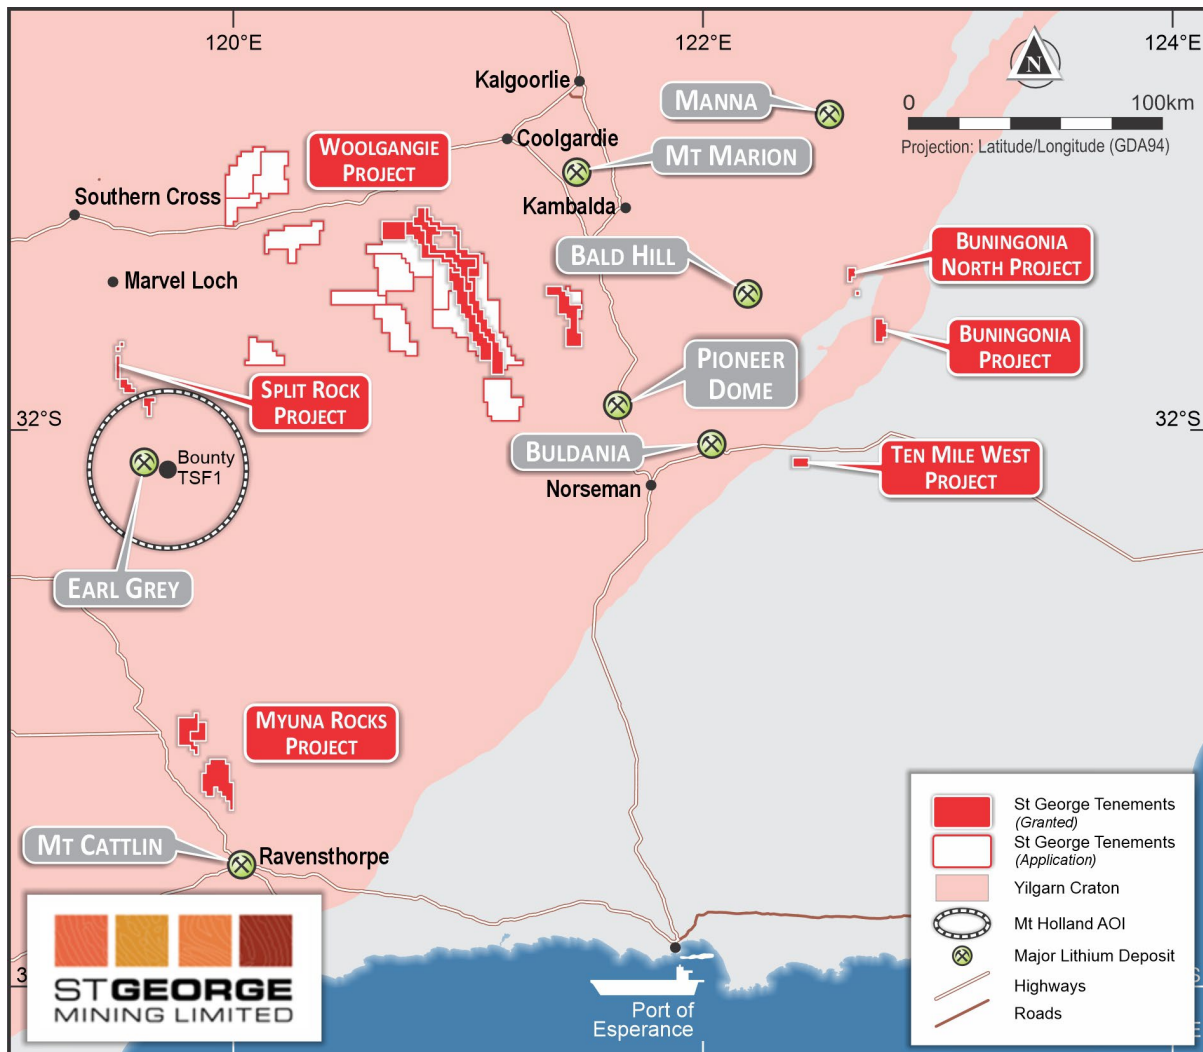 120°E
122°E
124°E
N
0 100km
Projection: Latitude/Longitude (GDA94)
Kalgoorlie
MANNA
Coolgardie
MT MARION
WOOLGANGIE
PROJECT
Southern Cross
Kambalda
BALD HILL
BUNINGONIA
NORTH PROJECT
Marvel Loch
BUNINGONIA
PROJECT
PIONEER
DOME
SPLIT ROCK
PROJECT
32°S
32°S
BULDANIA
TEN MILE WEST
PROJECT
Bounty
TSF1
Norseman
EARL GREY
MYUNA ROCKS
PROJECT
MT CATTLIN
Ravensthorpe
St George Tenements
(Granted)
St George Tenements
(Application)
Yilgarn Craton
Mt Holland AOI
Major Lithium Deposit
Highways
Roads
STGEORGE
MINING LIMITED
Port of
Esperance